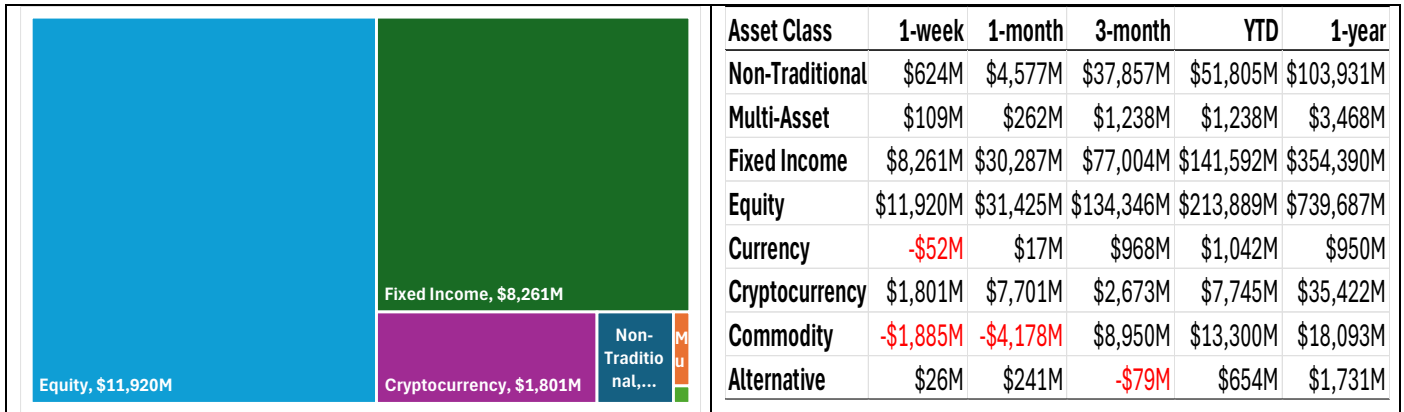 Fixed Income, $8,261M
Equity, $11,920M
Cryptocurrency, $1,801M
Non-
Traditio
nal,...
M
u
Asset Class 1-week 1-month 3-month YTD 1-year
Non-Traditional $624M $4,577M $37,857M $51,805M $103,931M
Multi-Asset $109M $262M $1,238M $1,238M $3,468M
Fixed Income $8,261M $30,287M $77,004M $141,592M $354,390M
Equity $11,920M $31,425M $134,346M $213,889M $739,687M
Currency -$52M $17M $968M $1,042M $950M
Cryptocurrency $1,801M $7,701M $2,673M $7,745M $35,422M
Commodity -$1,885M -$4,178M $8,950M $13,300M $18,093M
Alternative $26M $241M -$79M $654M $1,731M